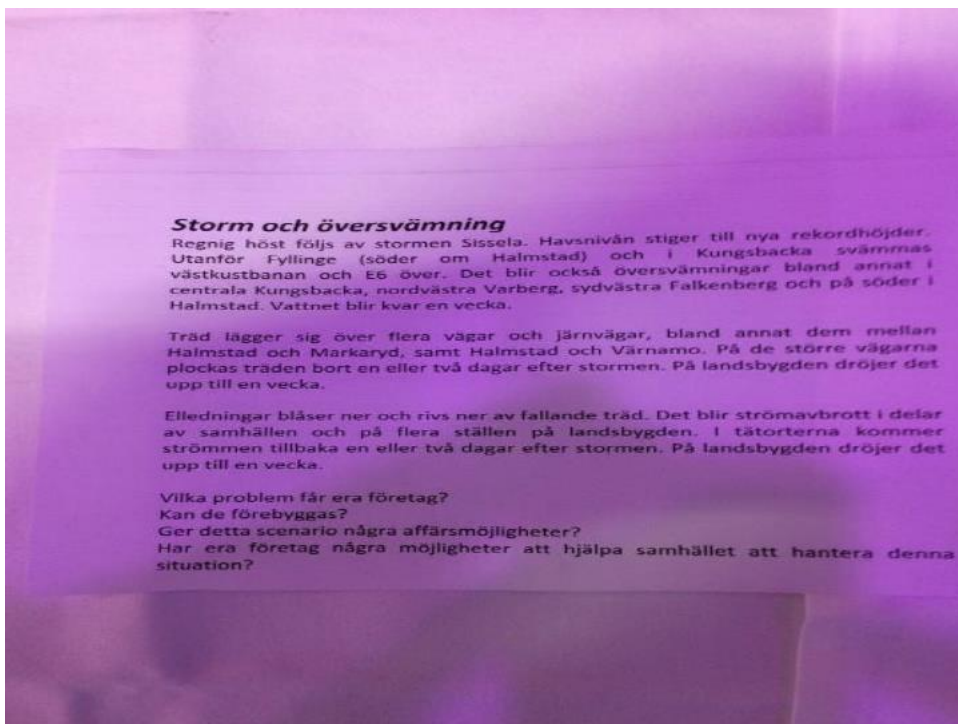 Storm och översvämning
Regnig höst följs av stormen Sissela. Havsnivån stiger till nya rekordhöjder.
Utanför Fyllinge (söder om Halmstad) och i Kungsbacka svämmas
västkustbanan och E6 över. Det blir också översvämningar bland annat i
centrala Kungsbacka, nordvästra Varberg, sydvästra Falkenberg och på söder i
Halmstad. Vattnet blir kvar en vecka.
Träd lägger sig över flera vägar och järnvägar, bland annat dem mellan
Halmstad och Markaryd, samt Halmstad och Värnamo. På de större vägarna
plockas träden bort en eller två dagar efter stormen. På landsbygden dröjer det
upp till en vecka.
Elledningar blåser ner och rivs ner av fallande träd. Det blir strömavbrott i delar
av samhällen och på flera ställen på landsbygden. I tätorterna kommer
strömmen tillbaka en eller två dagar efter stormen. På landsbygden dröjer det
upp till en vecka.
Vilka problem får era företag?
Kan de förebyggas?
Ger detta scenario några affärsmöjligheter?
Har era företag några möjligheter att hjälpa samhället att hantera denna
situation?